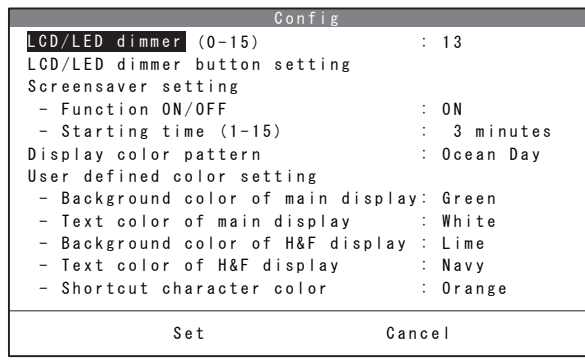 Config
LCD/LED dimmer (0-15) : 13
LCD/LED dimmer button setting
Screensaver setting
- Function ON/OFF : ON
- Starting time (1-15) : 3 minutes
Display color pattern : Ocean Day
User defined color setting
- Background color of main display: Green
- Text color of main display : White
- Background color of H&F display : Lime
- Text color of H&F display : Navy
- Shortcut character color : Orange
Set Cancel